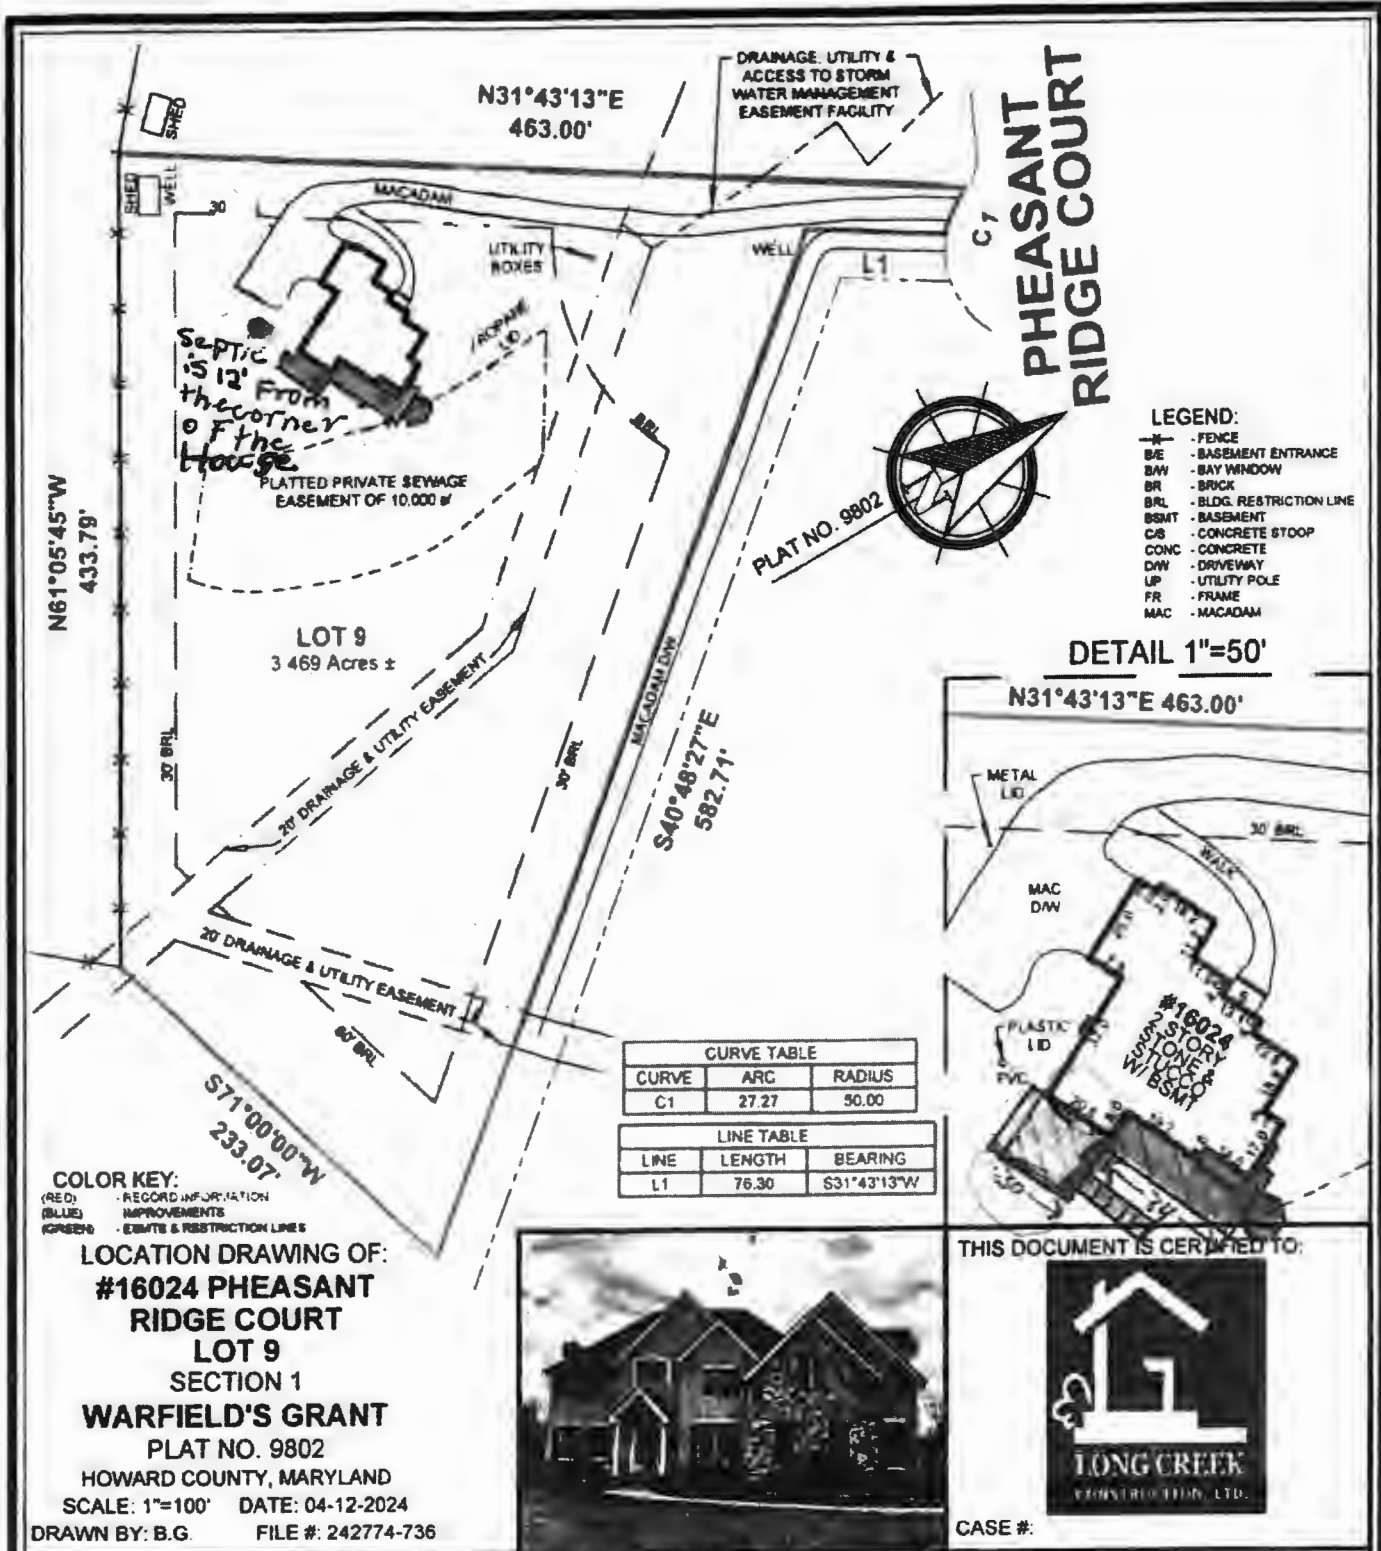 DRAINAGE, UTILITY &
ACCESS TO STORM
WATER MANAGEMENT
EASEMENT FACILITY
N31°43'13"E
463.00'
PHEASANT
RIDGE COURT
SHED
SHED
WELL
30
MACADAM
UTILITY
BOXES
WELL
L1
LID
Septic
is 12'
From
the corner
of the
House
PLATTED PRIVATE SEWAGE
EASEMENT OF 10,000
BRL
PLAT NO. 9802
LEGEND:
- FENCE
B/E - BASEMENT ENTRANCE
B/W - BAY WINDOW
BR - BRICK
BRL - BLDG. RESTRICTION LINE
BSMT - BASEMENT
C/S - CONCRETE STOOP
CONC - CONCRETE
D/W - DRIVEWAY
UP - UTILITY POLE
FR - FRAME
MAC - MACADAM
N61°05'45"W
433.79'
LOT 9
3 469 Acres ±
30' BRL
20' DRAINAGE & UTILITY EASEMENT
MACADAM D/W
30' BRL
S40°48'27"E
582.71'
20' DRAINAGE & UTILITY EASEMENT
60' BRL
S71°00'00"W
233.07'
DETAIL 1"=50'
N31°43'13"E 463.00'
METAL
LID
30' BRL
WALK
MAC
D/W
PLASTIC
LID
PVC
#16024
2 STORY
STONE &
STUCCO
W/ BSMT
CURVE TABLE
CURVE ARC RADIUS
C1 27.27 50.00
LINE TABLE
LINE LENGTH BEARING
L1 76.30 S31°43'13"W
COLOR KEY:
(RED) - RECORD INFORMATION
(BLUE) IMPROVEMENTS
(GREEN) - ESMTS & RESTRICTION LINES
LOCATION DRAWING OF:
#16024 PHEASANT
RIDGE COURT
LOT 9
SECTION 1
WARFIELD'S GRANT
PLAT NO. 9802
HOWARD COUNTY, MARYLAND
SCALE: 1"=100' DATE: 04-12-2024
DRAWN BY: B.G. FILE #: 242774-736
THIS DOCUMENT IS CERTIFIED TO:
LONG CREEK
CONSTRUCTION, LTD.
CASE #: